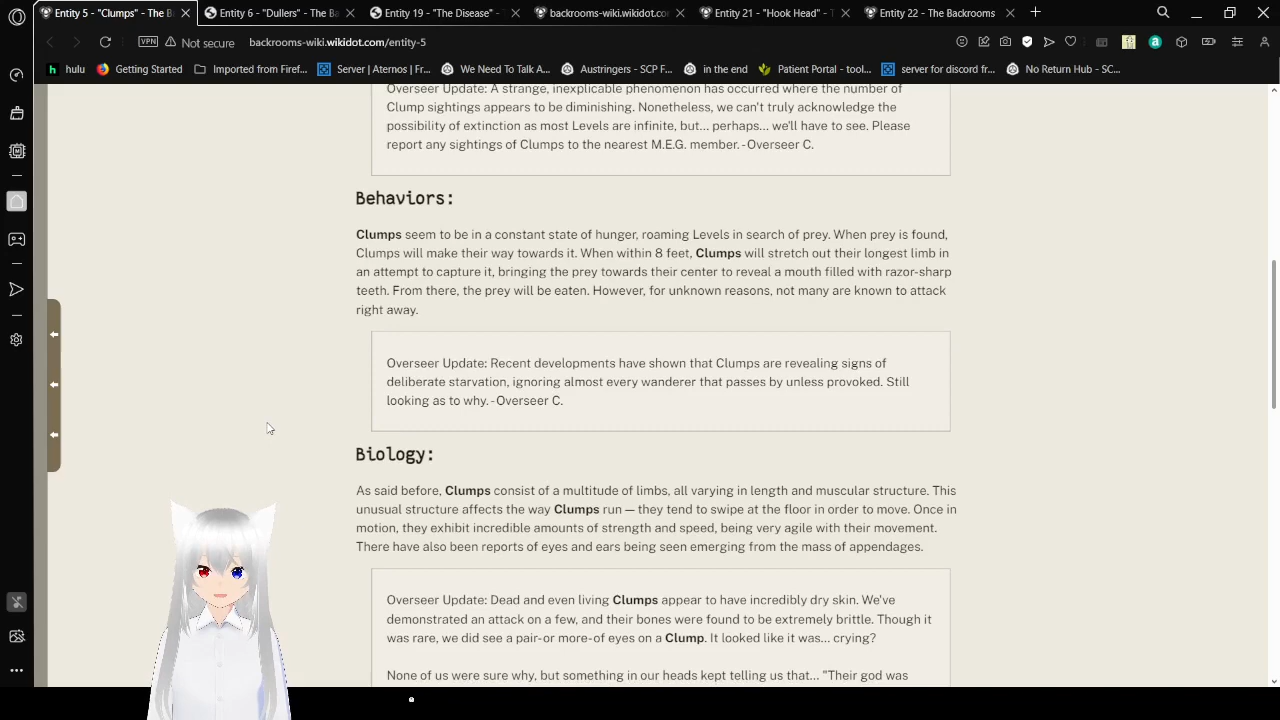 Entity 5 - "Clumps" - The B
Entity 6 - "Dullers" - The Ba
Entity 19 - "The Disease" -
backrooms-wiki.wikidot.co
Entity 21 - "Hook Head" - T
Entity 22 - The Backrooms
VPN
Not secure
backrooms-wiki.wikidot.com/entity-5
hulu
Getting Started
Imported from Firef...
Server | Aternos | Fr...
We Need To Talk A...
Austringers - SCP F...
in the end
Patient Portal - tool...
server for discord fr...
No Return Hub - SC...
Overseer Update: A strange, inexplicable phenomenon has occurred where the number of
Clump sightings appears to be diminishing. Nonetheless, we can't truly acknowledge the
possibility of extinction as most Levels are infinite, but... perhaps... we'll have to see. Please
report any sightings of Clumps to the nearest M.E.G. member. - Overseer C.
Behaviors:
Clumps seem to be in a constant state of hunger, roaming Levels in search of prey. When prey is found,
Clumps will make their way towards it. When within 8 feet, Clumps will stretch out their longest limb in
an attempt to capture it, bringing the prey towards their center to reveal a mouth filled with razor-sharp
teeth. From there, the prey will be eaten. However, for unknown reasons, not many are known to attack
right away.
Overseer Update: Recent developments have shown that Clumps are revealing signs of
deliberate starvation, ignoring almost every wanderer that passes by unless provoked. Still
looking as to why. - Overseer C.
Biology:
As said before, Clumps consist of a multitude of limbs, all varying in length and muscular structure. This
unusual structure affects the way Clumps run — they tend to swipe at the floor in order to move. Once in
motion, they exhibit incredible amounts of strength and speed, being very agile with their movement.
There have also been reports of eyes and ears being seen emerging from the mass of appendages.
Overseer Update: Dead and even living Clumps appear to have incredibly dry skin. We've
demonstrated an attack on a few, and their bones were found to be extremely brittle. Though it
was rare, we did see a pair- or more- of eyes on a Clump. It looked like it was... crying?
None of us were sure why, but something in our heads kept telling us that... "Their god was